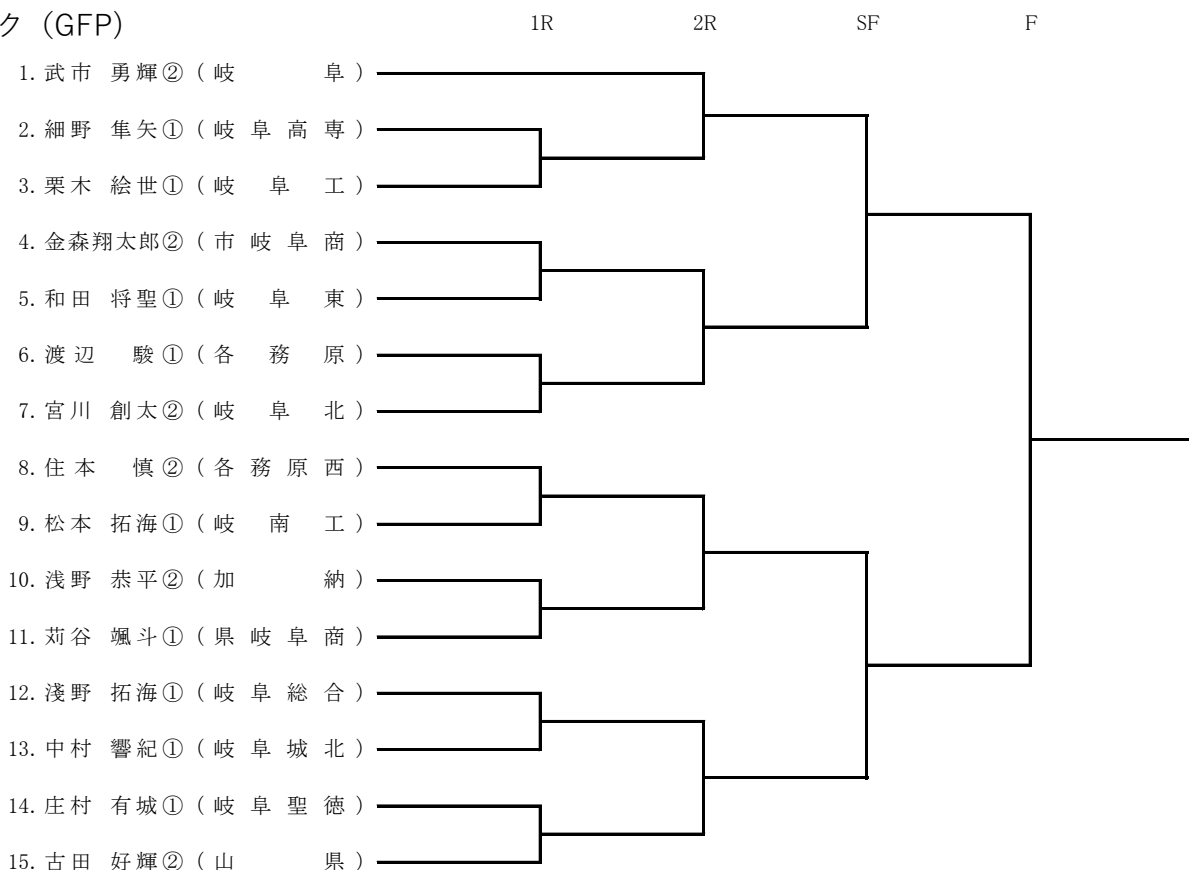 ク (GFP) 1R 2R SF F
1. 武市 勇輝② (岐阜)
2. 細野 隼矢① (岐阜高専)
3. 栗木 絵世① (岐阜工)
4. 金森翔太郎② (市岐阜商)
5. 和田 将聖① (岐阜東)
6. 渡辺 駿① (各務原)
7. 宮川 創太② (岐阜北)
8. 住本 慎② (各務原西)
9. 松本 拓海① (岐南工)
10. 浅野 恭平② (加納)
11. 苅谷 颯斗① (県岐阜商)
12. 淺野 拓海① (岐阜総合)
13. 中村 響紀① (岐阜城北)
14. 庄村 有城① (岐阜聖徳)
15. 古田 好輝② (山県)